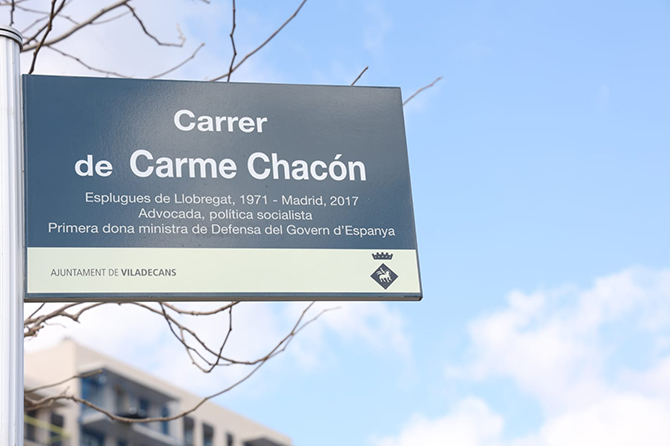 Carrer
de Carme Chacón
Esplugues de Llobregat, 1971 - Madrid, 2017
Advocada, política socialista
Primera dona ministra de Defensa del Govern d'Espanya
AJUNTAMENT DE VILADECANS